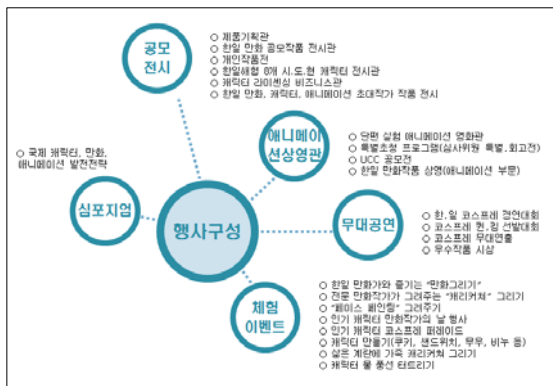 공모
전시
○ 제품기획관
○ 한일 만화 공모작품 전시관
○ 개인작품전
○ 한일해협 8개 시.도.현 캐릭터 전시관
○ 캐릭터 라이센싱 비즈니스관
○ 한일 만화, 캐릭터, 애니메이션 초대작가 작품 전시
애니메이
션상영관
○ 단편 실험 애니메이션 영화관
○ 특별초청 프로그램(심사위원 특별.회고전)
○ UCC 공모전
○ 한일 만화작품 상영(애니메이션 부문)
○ 국제 캐릭터, 만화,
애니메이션 발전전략
심포지엄
행사구성
무대공연
○ 한.일 코스프레 경연대회
○ 코스프레 퀸.킹 선발대회
○ 코스프레 무대연출
○ 우수작품 시상
체험
이벤트
○ 한일 만화가와 즐기는 "만화그리기"
○ 전문 만화작가가 그려주는 "캐리커쳐" 그리기
○ "페이스 페인팅" 그려주기
○ 인기 캐릭터 만화작가의 날 행사
○ 인기 캐릭터 코스프레 퍼레이드
○ 캐릭터 만들기(쿠키, 샌드위치, 무우, 비누 등)
○ 삶은 계란에 가족 캐리커쳐 그리기
○ 캐릭터 물 풍선 터트리기